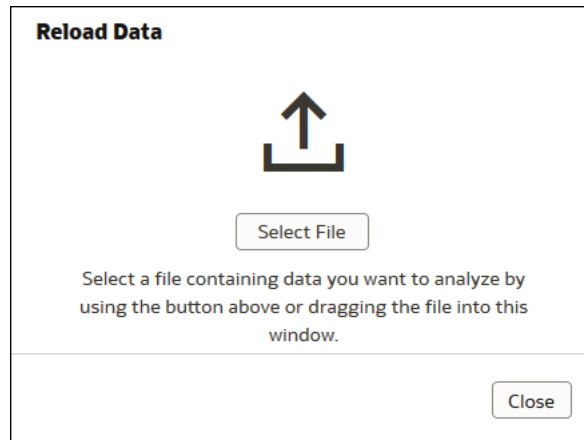 Reload Data
Select File
Select a file containing data you want to analyze by
using the button above or dragging the file into this
window.
Close